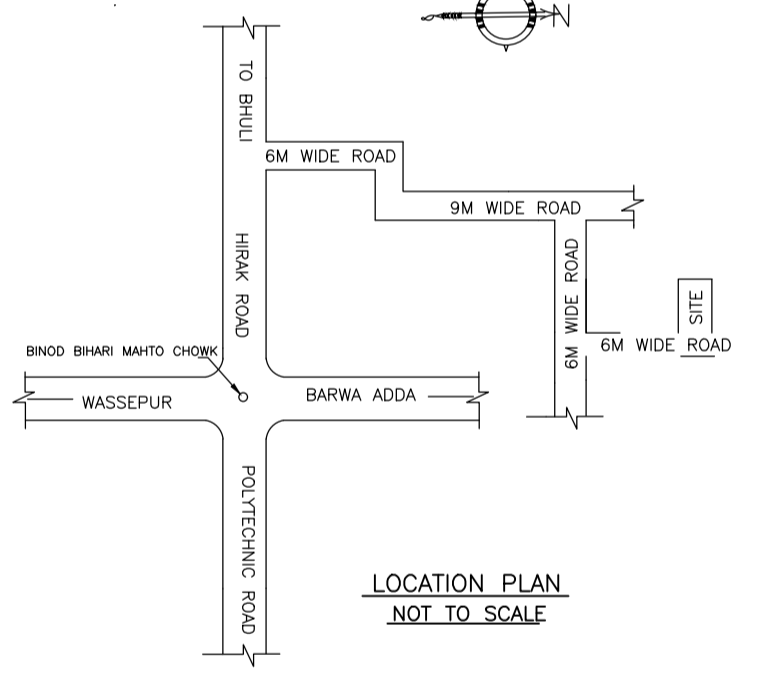 N
TO BHULI
6M WIDE ROAD
9M WIDE ROAD
HIRAK ROAD
6M WIDE ROAD
SITE
6M WIDE ROAD
BINOD BIHARI MAHTO CHOWK
WASSEPUR
BARWA ADDA
POLYTECHNIC ROAD
LOCATION PLAN
NOT TO SCALE